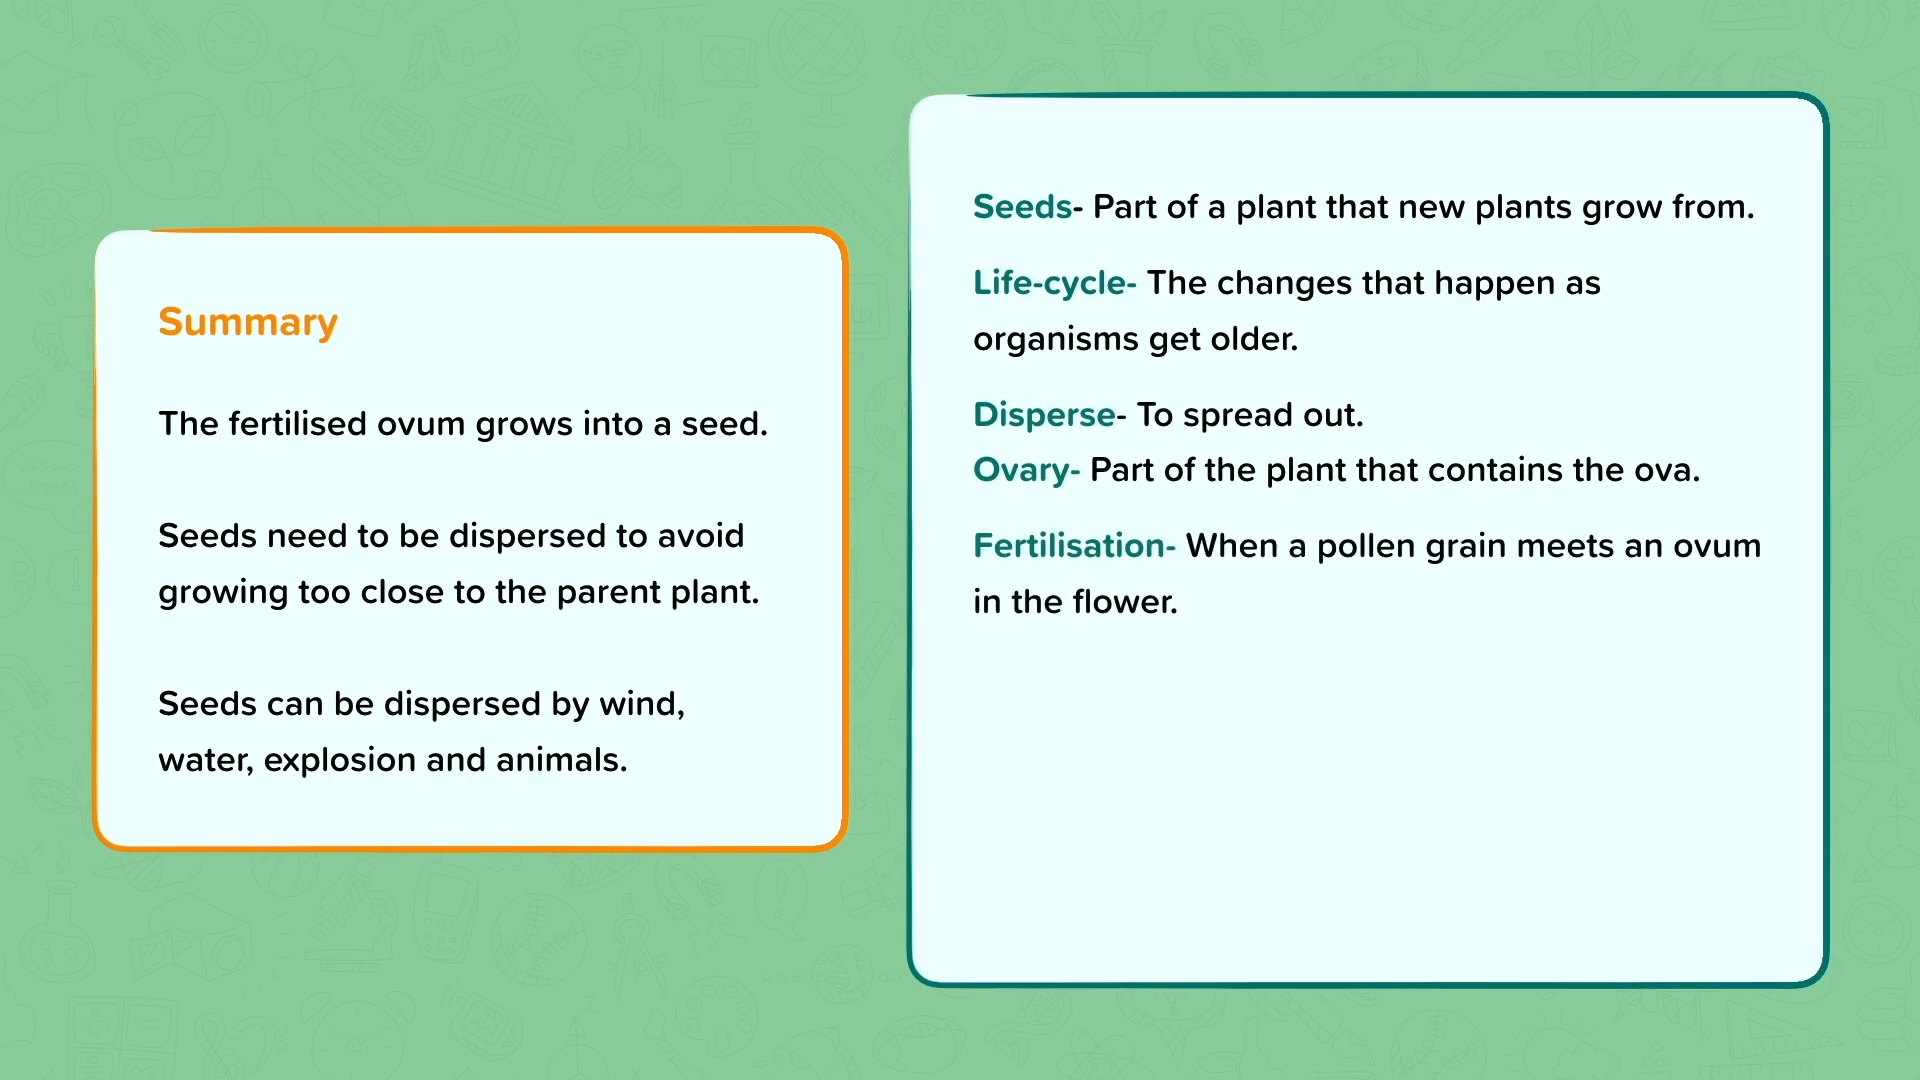 Summary
The fertilised ovum grows into a seed.
Seeds need to be dispersed to avoid
growing too close to the parent plant.
Seeds can be dispersed by wind,
water, explosion and animals.
Seeds- Part of a plant that new plants grow from.
Life-cycle- The changes that happen as
organisms get older.
Disperse- To spread out.
Ovary- Part of the plant that contains the ova.
Fertilisation- When a pollen grain meets an ovum
in the flower.